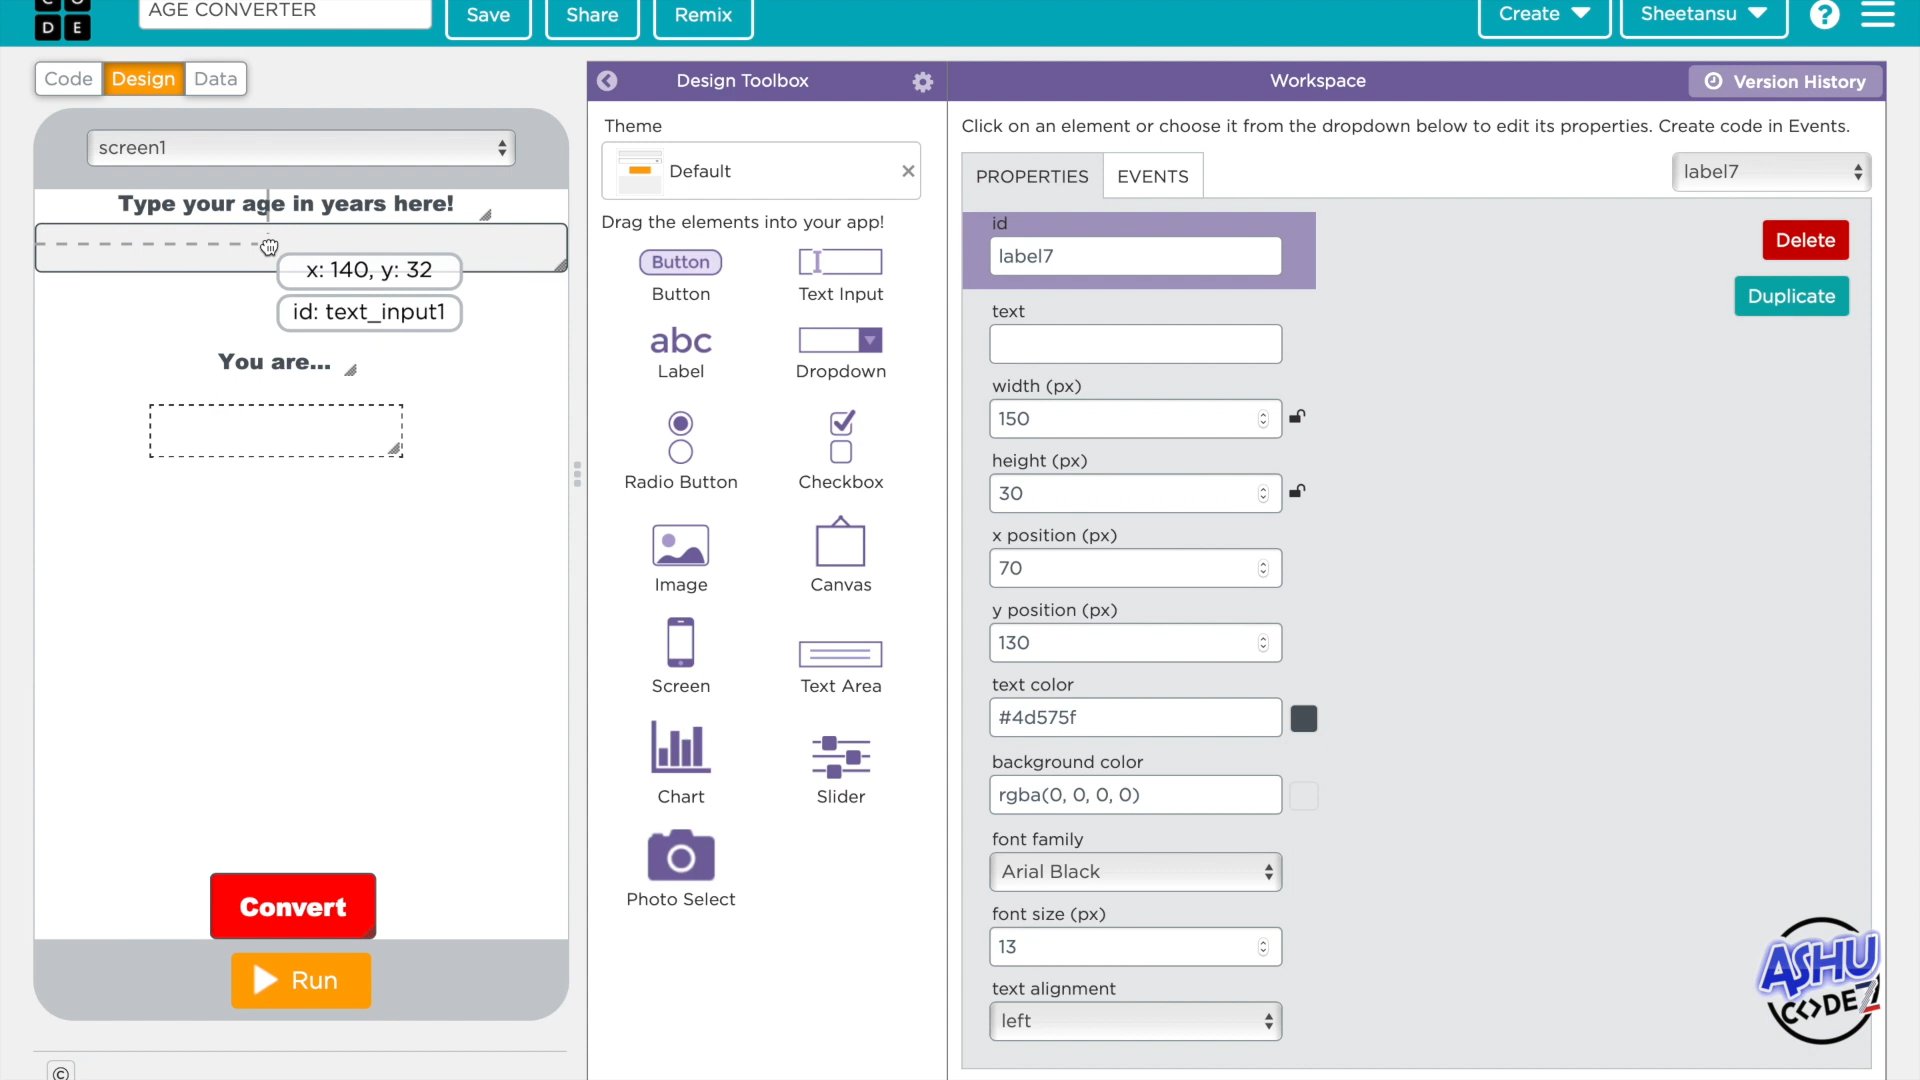 C O
D E
AGE CONVERTER
Save
Share
Remix
Create
Sheetansu
?
Code
Design
Data
Design Toolbox
Workspace
Version History
screen1
Type your age in years here!
x: 140, y: 32
id: text_input1
You are...
Convert
Run
©
Theme
Default
Drag the elements into your app!
Button
Button
Text Input
abc
Label
Dropdown
Radio Button
Checkbox
Image
Canvas
Screen
Text Area
Chart
Slider
Photo Select
Click on an element or choose it from the dropdown below to edit its properties. Create code in Events.
PROPERTIES
EVENTS
label7
id
label7
Delete
Duplicate
text
width (px)
150
height (px)
30
x position (px)
70
y position (px)
130
text color
#4d575f
background color
rgba(0, 0, 0, 0)
font family
Arial Black
font size (px)
13
text alignment
left
ASHU
C<>DEZ